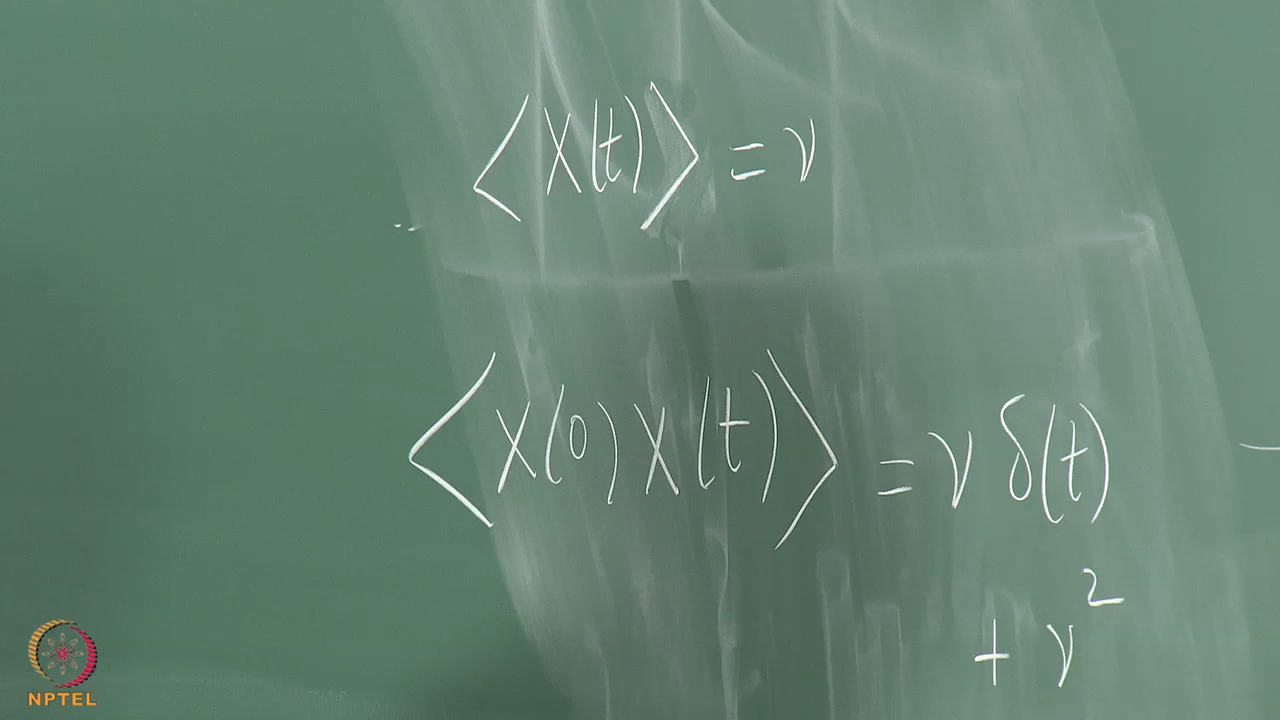 ⟨X(t)⟩ = ν
⟨X(0) X(t)⟩ = ν δ(t)
+ ν²
NPTEL